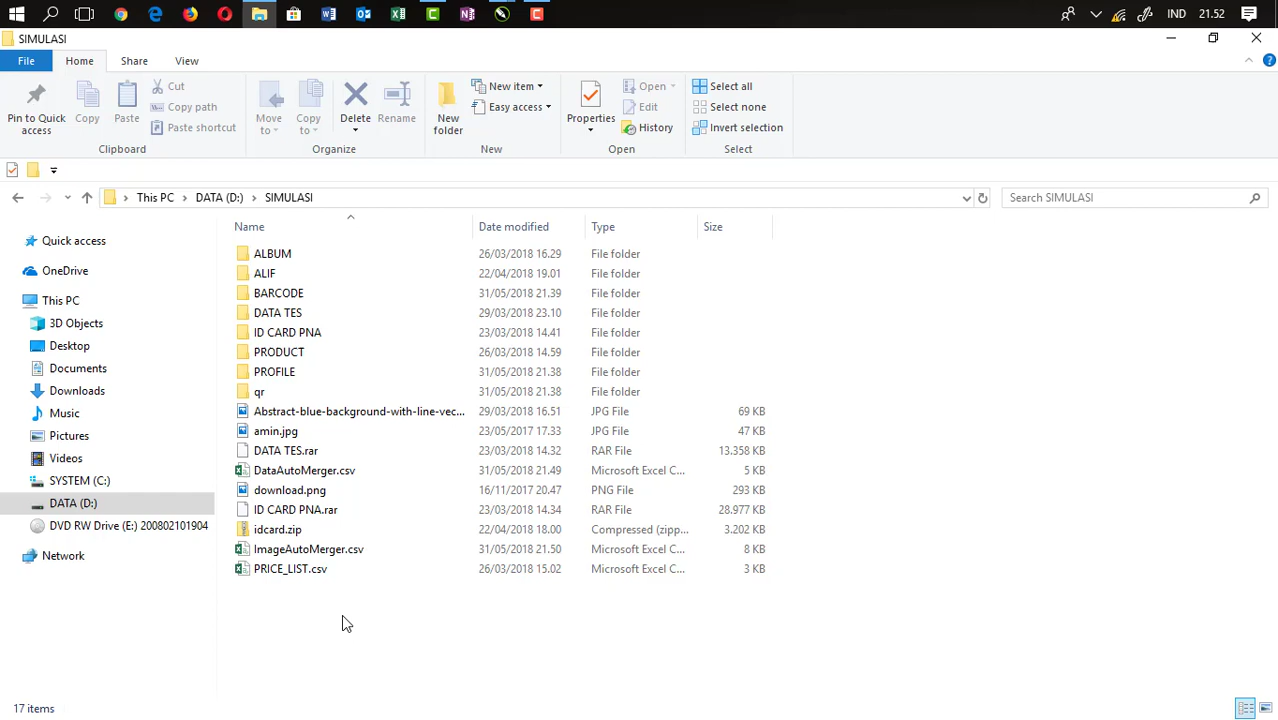 IND 21.52
SIMULASI
File Home Share View
Pin to Quick access
Copy
Paste
Cut
Copy path
Paste shortcut
Clipboard
Move to
Copy to
Delete
Rename
Organize
New folder
New item
Easy access
New
Properties
Open
Edit
History
Open
Select all
Select none
Invert selection
Select
This PC DATA (D:) SIMULASI
Search SIMULASI
Quick access
OneDrive
This PC
3D Objects
Desktop
Documents
Downloads
Music
Pictures
Videos
SYSTEM (C:)
DATA (D:)
DVD RW Drive (E:) 200802101904
Network
Name Date modified Type Size
ALBUM 26/03/2018 16.29 File folder
ALIF 22/04/2018 19.01 File folder
BARCODE 31/05/2018 21.39 File folder
DATA TES 29/03/2018 23.10 File folder
ID CARD PNA 23/03/2018 14.41 File folder
PRODUCT 26/03/2018 14.59 File folder
PROFILE 31/05/2018 21.38 File folder
qr 31/05/2018 21.38 File folder
Abstract-blue-background-with-line-vec... 29/03/2018 16.51 JPG File 69 KB
amin.jpg 23/05/2017 17.33 JPG File 47 KB
DATA TES.rar 23/03/2018 14.32 RAR File 13.358 KB
DataAutoMerger.csv 31/05/2018 21.49 Microsoft Excel C... 5 KB
download.png 16/11/2017 20.47 PNG File 293 KB
ID CARD PNA.rar 23/03/2018 14.34 RAR File 28.977 KB
idcard.zip 22/04/2018 18.00 Compressed (zipp... 3.202 KB
ImageAutoMerger.csv 31/05/2018 21.50 Microsoft Excel C... 8 KB
PRICE_LIST.csv 26/03/2018 15.02 Microsoft Excel C... 3 KB
17 items